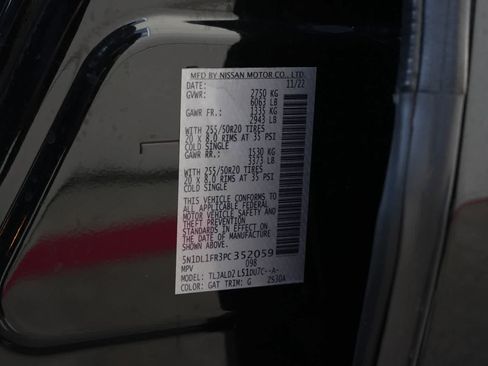 MFD BY NISSAN MOTOR CO., LTD.
DATE: 11/22
GVWR: 2750 KG
6063 LB
GAWR FR.: 1335 KG
2943 LB
WITH 255/50R20 TIRES
20 X 8.0 RIMS AT 35 PSI
COLD SINGLE
GAWR RR.: 1530 KG
3373 LB
WITH 255/50R20 TIRES
20 X 8.0 RIMS AT 35 PSI
COLD SINGLE
THIS VEHICLE CONFORMS TO
ALL APPLICABLE FEDERAL
MOTOR VEHICLE SAFETY AND
THEFT PREVENTION
STANDARDS IN EFFECT ON
THE DATE OF MANUFACTURE
SHOWN ABOVE.
5N1DL1FR3PC352059
MPV 098
TLJALDZ L51DU7C--A-
COLOR: GAT TRIM: G ZS3DA